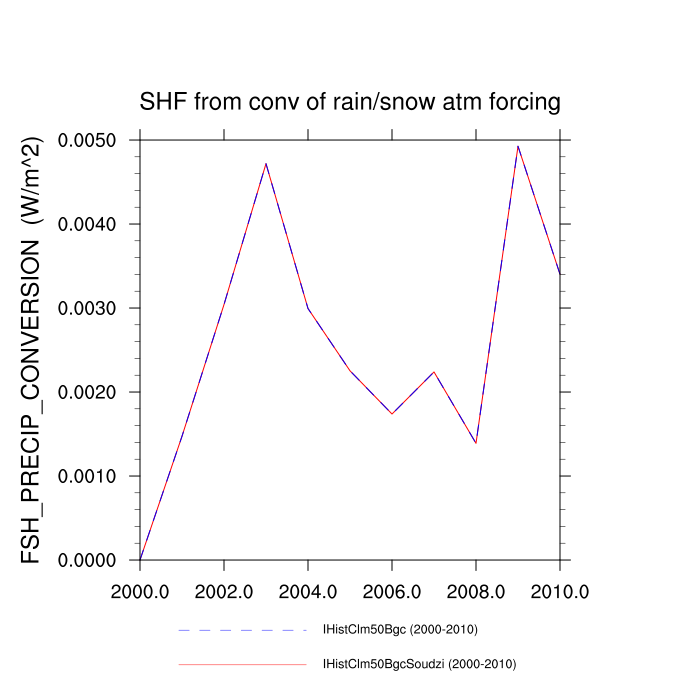 SHF from conv of rain/snow atm forcing
FSH_PRECIP_CONVERSION (W/m^2)
0.0050
0.0040
0.0030
0.0020
0.0010
0.0000
2000.0 2002.0 2004.0 2006.0 2008.0 2010.0
IHistClm50Bgc (2000-2010)
IHistClm50BgcSoudzi (2000-2010)